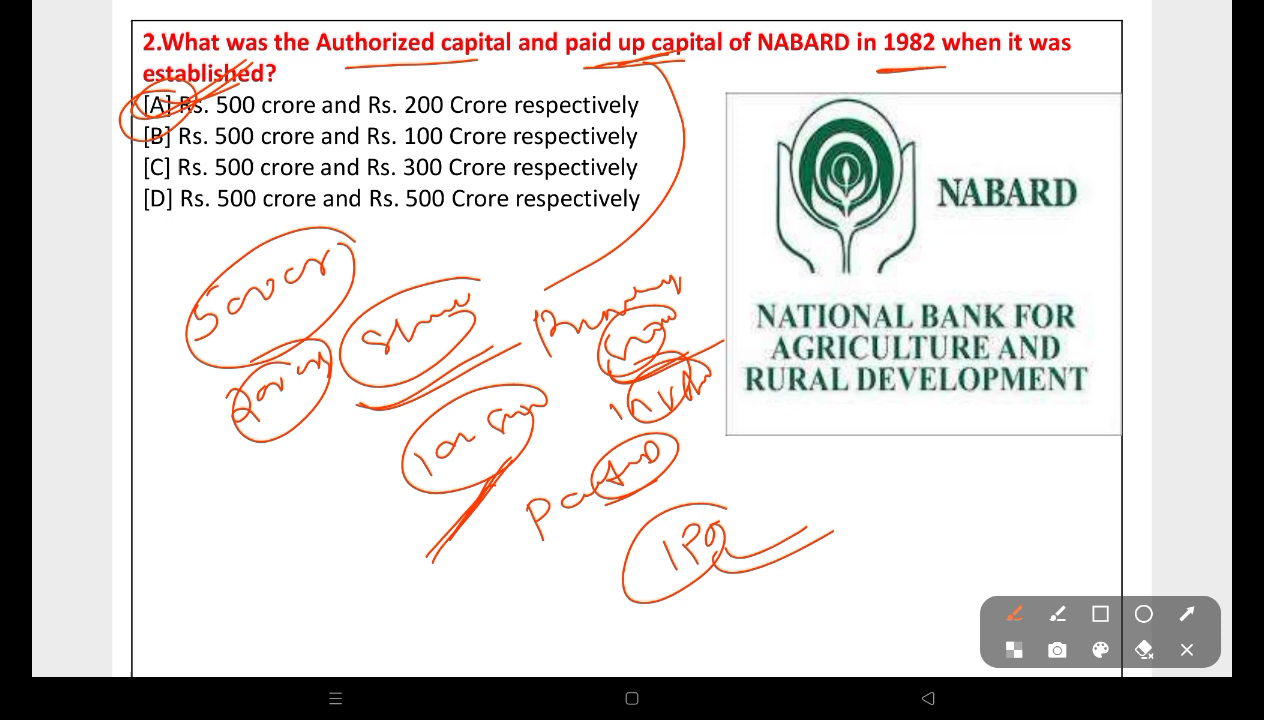 2.What was the Authorized capital and paid up capital of NABARD in 1982 when it was
established?
[A] Rs. 500 crore and Rs. 200 Crore respectively
[B] Rs. 500 crore and Rs. 100 Crore respectively
[C] Rs. 500 crore and Rs. 300 Crore respectively
[D] Rs. 500 crore and Rs. 500 Crore respectively
NABARD
NATIONAL BANK FOR
AGRICULTURE AND
RURAL DEVELOPMENT
IPO